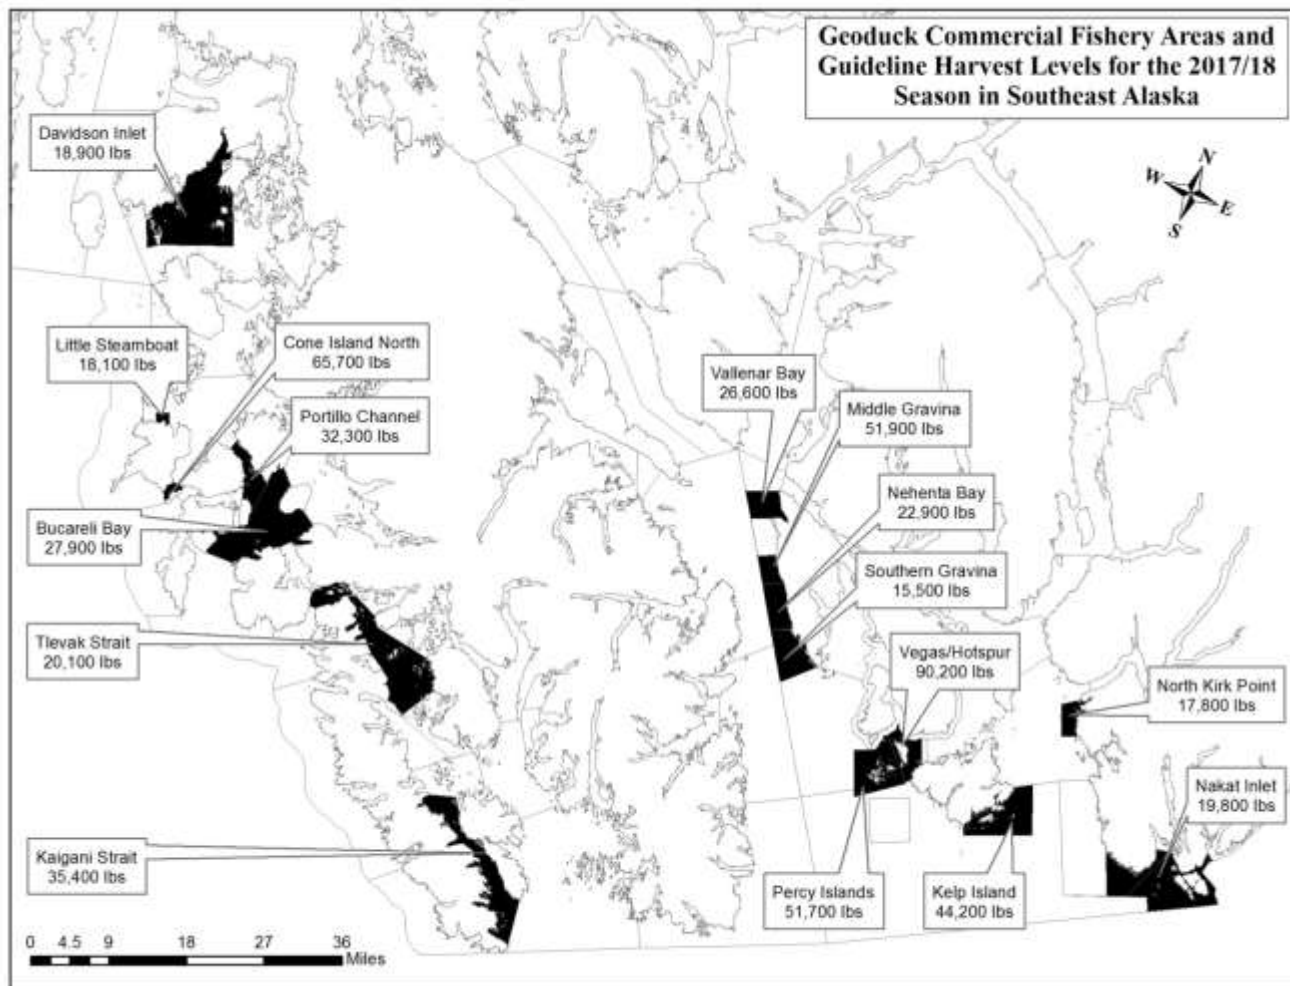 Geoduck Commercial Fishery Areas and
Guideline Harvest Levels for the 2017/18
Season in Southeast Alaska
N
W
E
S
Davidson Inlet
18,900 lbs
Little Steamboat
18,100 lbs
Cone Island North
65,700 lbs
Portillo Channel
32,300 lbs
Bucareli Bay
27,900 lbs
Tlevak Strait
20,100 lbs
Kaigani Strait
35,400 lbs
Vallenar Bay
26,600 lbs
Middle Gravina
51,900 lbs
Nehenta Bay
22,900 lbs
Southern Gravina
15,500 lbs
Vegas/Hotspur
90,200 lbs
North Kirk Point
17,800 lbs
Nakat Inlet
19,800 lbs
Percy Islands
51,700 lbs
Kelp Island
44,200 lbs
0 4.5 9 18 27 36
Miles